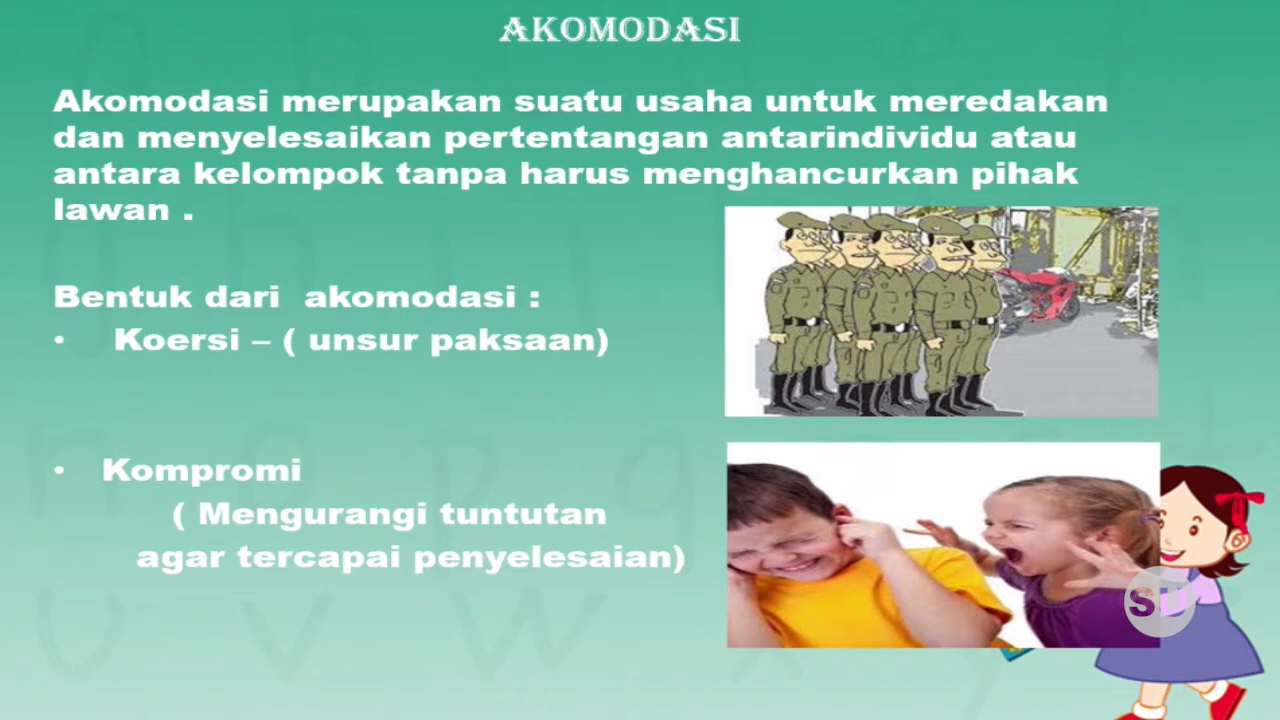 AKOMODASI
Akomodasi merupakan suatu usaha untuk meredakan
dan menyelesaikan pertentangan antarindividu atau
antara kelompok tanpa harus menghancurkan pihak
lawan .
Bentuk dari akomodasi :
• Koersi – ( unsur paksaan)
• Kompromi
( Mengurangi tuntutan
agar tercapai penyelesaian)
SU